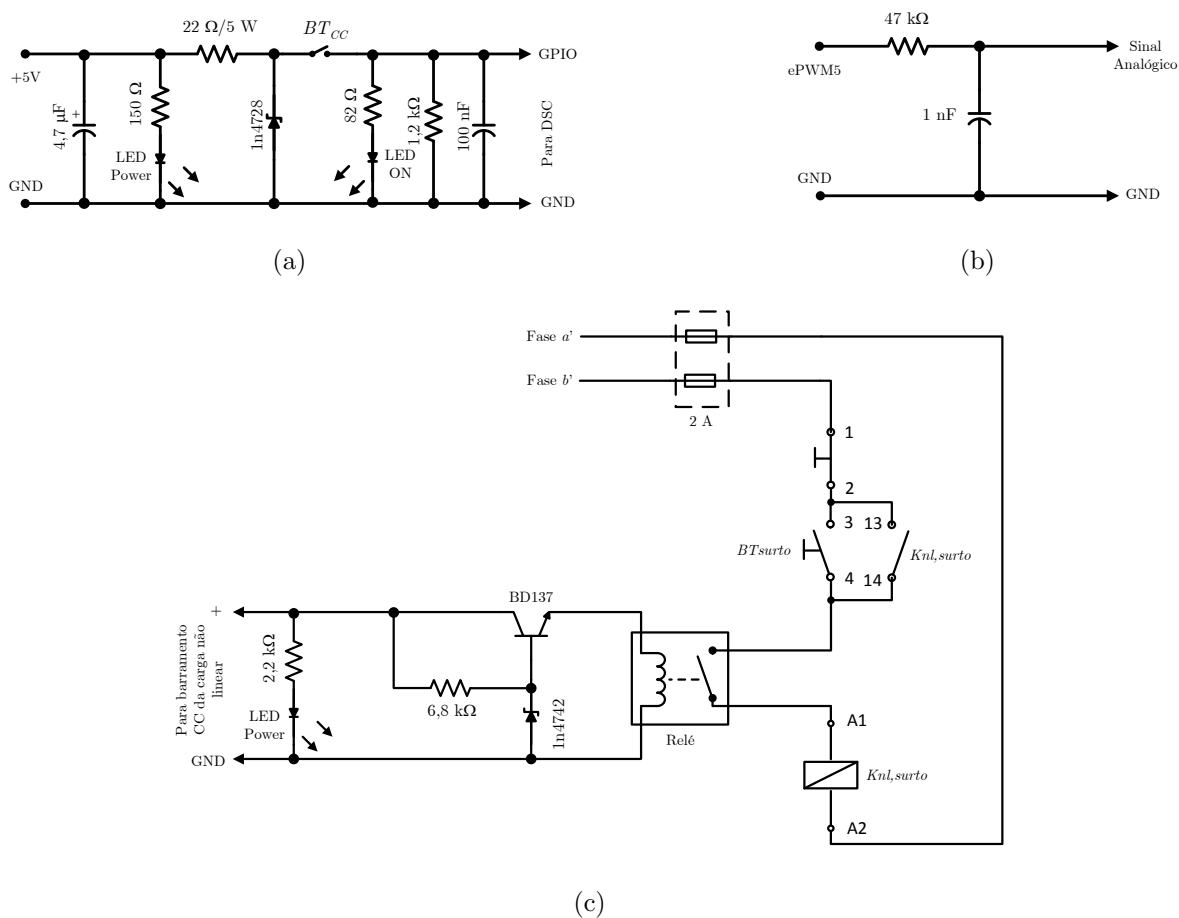 22 Ω/5 W
BT_CC
GPIO
+5V
4,7 µF
+
150 Ω
1n4728
82 Ω
1,2 kΩ
100 nF
Para DSC
LED
Power
LED
ON
GND
GND
(a)
47 kΩ
ePWM5
Sinal
Analógico
1 nF
GND
GND
(b)
Fase a'
Fase b'
2 A
1
2
3
13
BTsurto
Knl,surto
4
14
BD137
+
Para barramento
CC da carga não
linear
2,2 kΩ
6,8 kΩ
1n4742
LED
Power
GND
Relé
A1
Knl,surto
A2
(c)